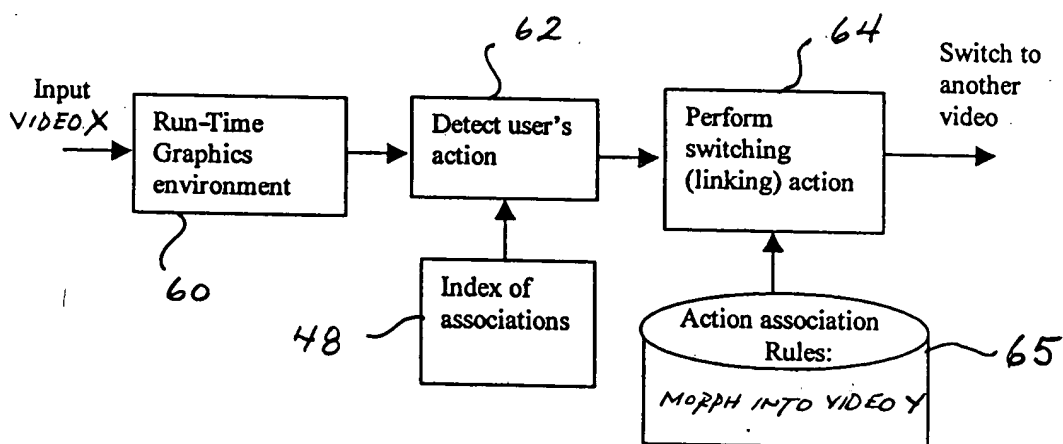 62
64
Switch to
another
video
Input
VIDEO X
Run-Time
Graphics
environment
Detect user's
action
Perform
switching
(linking) action
60
48
Index of
associations
Action association
Rules:
MORPH INTO VIDEO Y
65